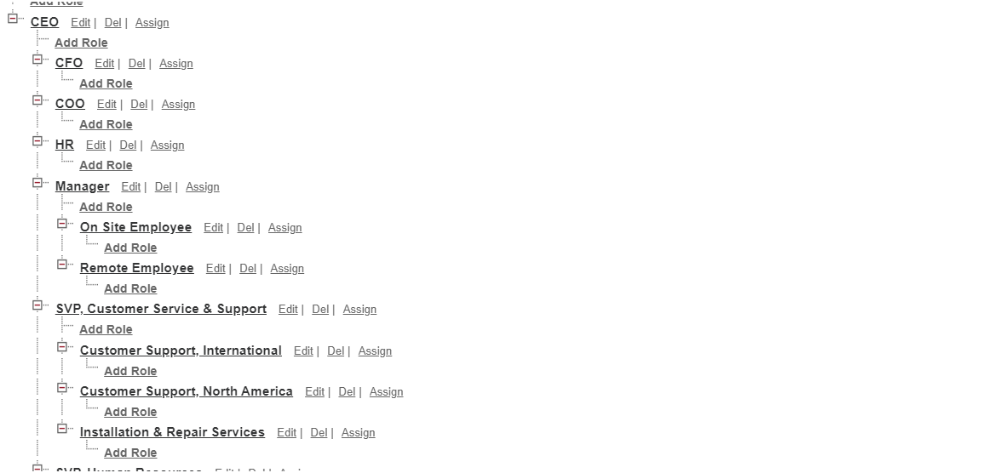 Add Role
CEO Edit | Del | Assign
Add Role
CFO Edit | Del | Assign
Add Role
COO Edit | Del | Assign
Add Role
HR Edit | Del | Assign
Add Role
Manager Edit | Del | Assign
Add Role
On Site Employee Edit | Del | Assign
Add Role
Remote Employee Edit | Del | Assign
Add Role
SVP, Customer Service & Support Edit | Del | Assign
Add Role
Customer Support, International Edit | Del | Assign
Add Role
Customer Support, North America Edit | Del | Assign
Add Role
Installation & Repair Services Edit | Del | Assign
Add Role
SVP, Human Resources Edit | Del | Assign